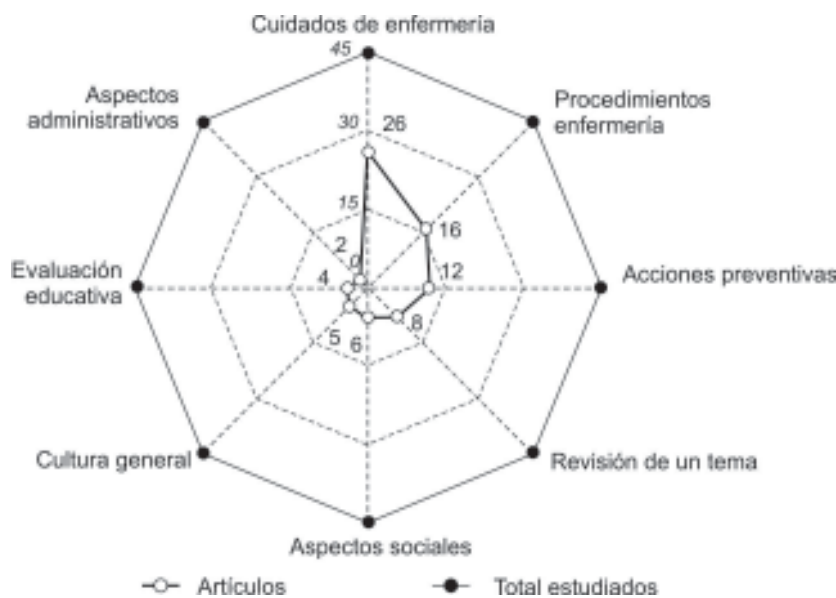 Cuidados de enfermería
45
Aspectos
administrativos
Procedimientos
enfermería
30
26
15
16
2
0
Evaluación
educativa
4
12
Acciones preventivas
8
5
6
Cultura general
Revisión de un tema
Aspectos sociales
Artículos
Total estudiados